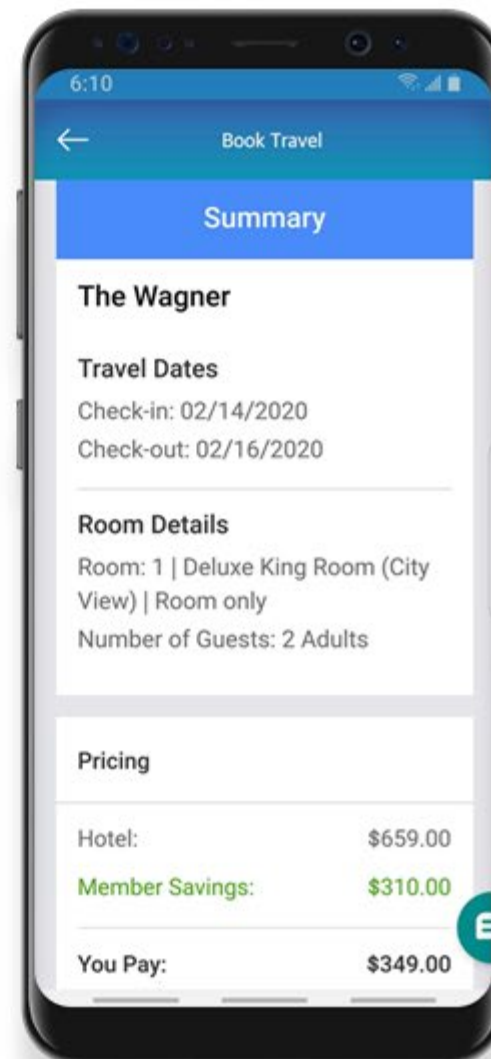 6:10
Book Travel
Summary
The Wagner
Travel Dates
Check-in: 02/14/2020
Check-out: 02/16/2020
Room Details
Room: 1 | Deluxe King Room (City
View) | Room only
Number of Guests: 2 Adults
Pricing
Hotel: $659.00
Member Savings: $310.00
You Pay: $349.00